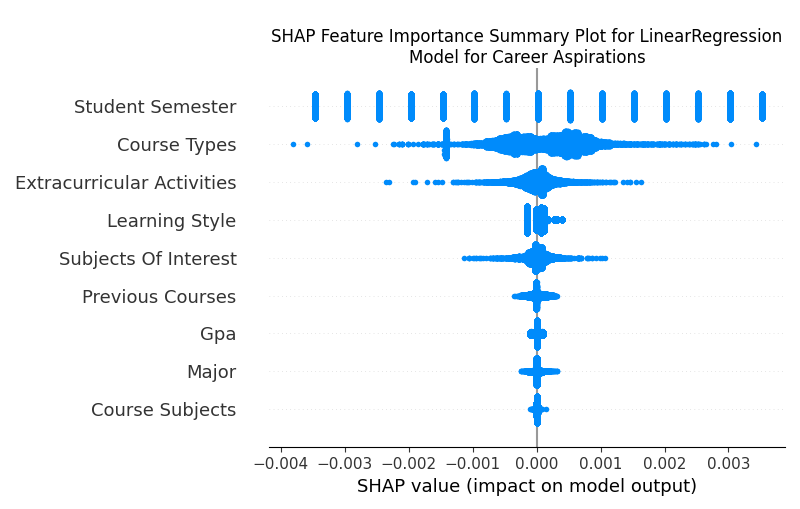 SHAP Feature Importance Summary Plot for LinearRegression
Model for Career Aspirations
Student Semester
Course Types
Extracurricular Activities
Learning Style
Subjects Of Interest
Previous Courses
Gpa
Major
Course Subjects
−0.004 −0.003 −0.002 −0.001 0.000 0.001 0.002 0.003
SHAP value (impact on model output)